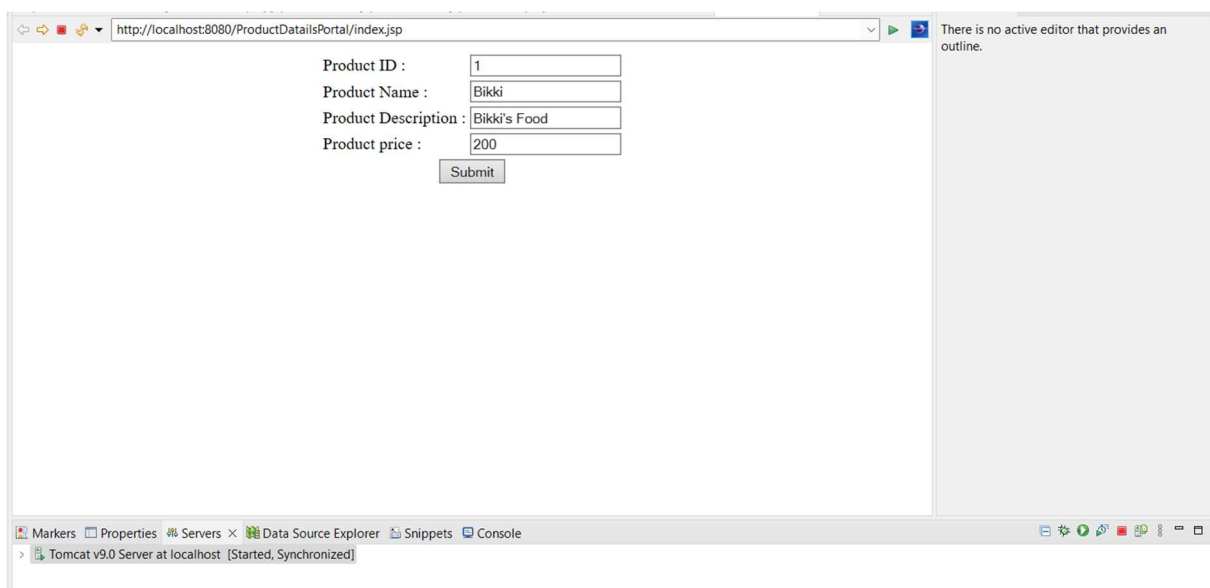 http://localhost:8080/ProductDatailsPortal/index.jsp
There is no active editor that provides an
outline.
Product ID : 1
Product Name : Bikki
Product Description : Bikki's Food
Product price : 200
Submit
Markers Properties Servers Data Source Explorer Snippets Console
Tomcat v9.0 Server at localhost [Started, Synchronized]